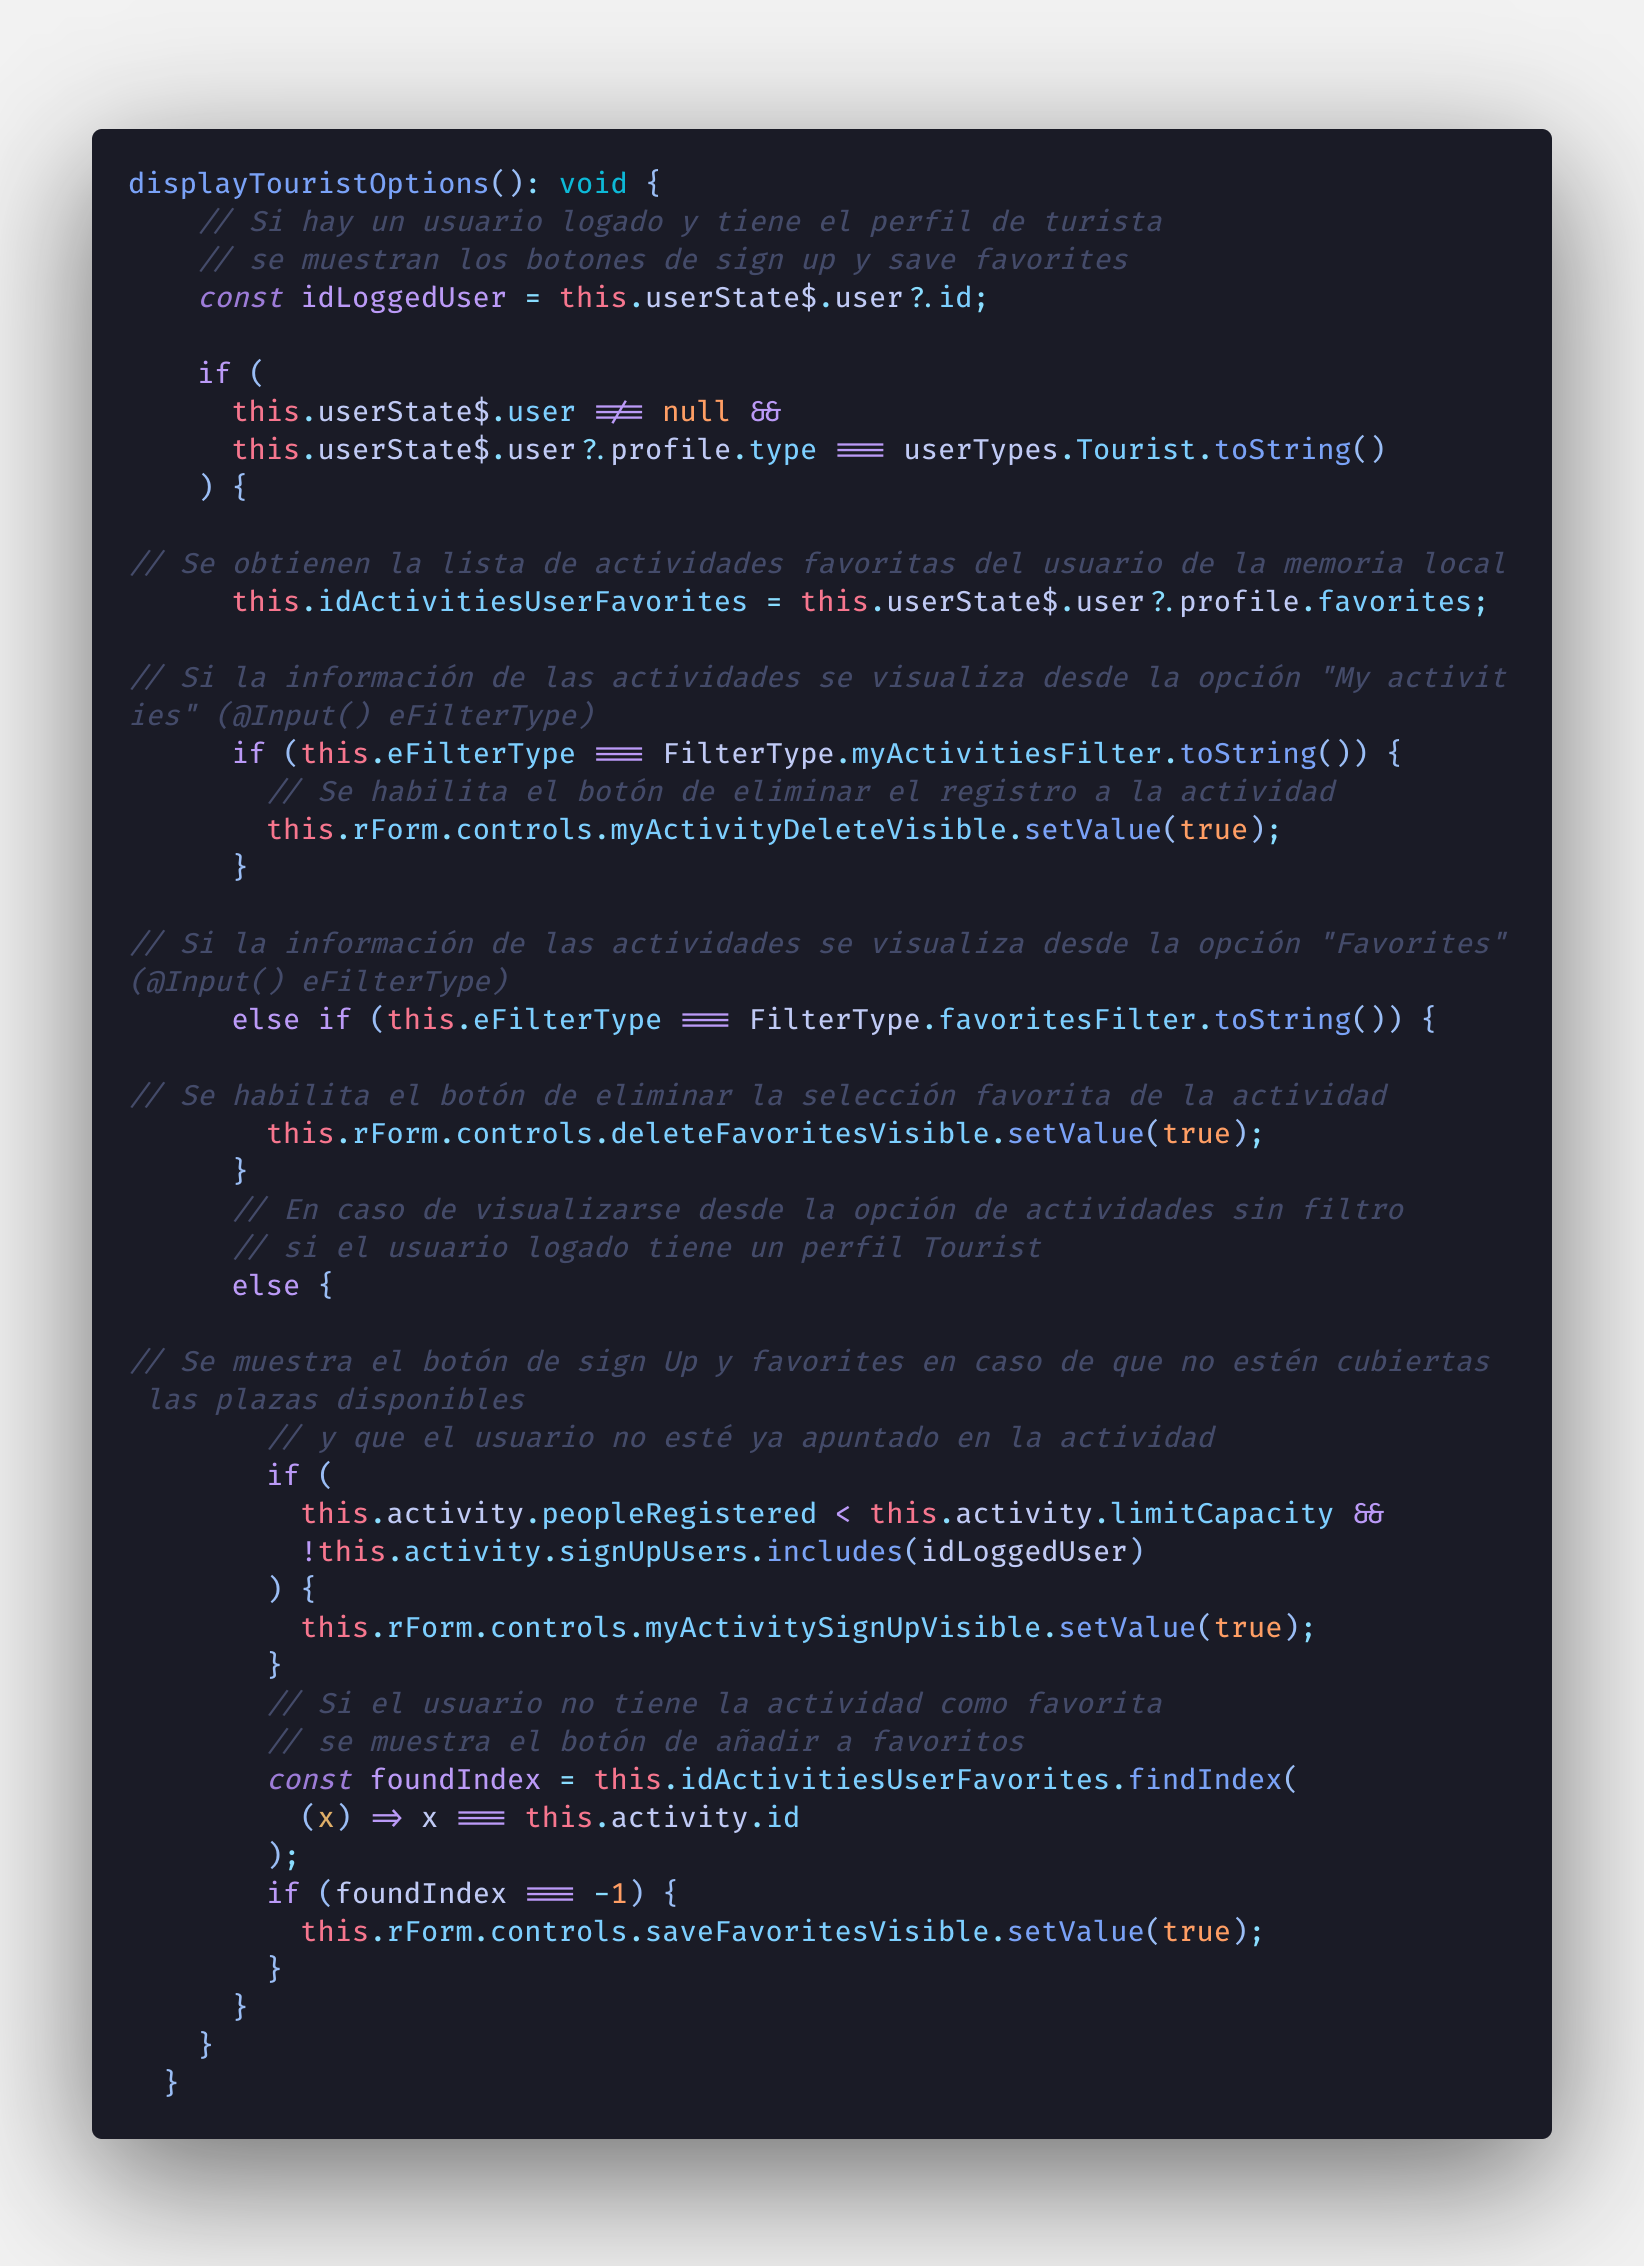 displayTouristOptions(): void {
    // Si hay un usuario logado y tiene el perfil de turista
    // se muestran los botones de sign up y save favorites
    const idLoggedUser = this.userState$.user?.id;

    if (
      this.userState$.user !== null &&
      this.userState$.user?.profile.type === userTypes.Tourist.toString()
    ) {

// Se obtienen la lista de actividades favoritas del usuario de la memoria local
      this.idActivitiesUserFavorites = this.userState$.user?.profile.favorites;

// Si la información de las actividades se visualiza desde la opción "My activit
ies" (@Input() eFilterType)
      if (this.eFilterType === FilterType.myActivitiesFilter.toString()) {
        // Se habilita el botón de eliminar el registro a la actividad
        this.rForm.controls.myActivityDeleteVisible.setValue(true);
      }

// Si la información de las actividades se visualiza desde la opción "Favorites"
(@Input() eFilterType)
      else if (this.eFilterType === FilterType.favoritesFilter.toString()) {

// Se habilita el botón de eliminar la selección favorita de la actividad
        this.rForm.controls.deleteFavoritesVisible.setValue(true);
      }
      // En caso de visualizarse desde la opción de actividades sin filtro
      // si el usuario logado tiene un perfil Tourist
      else {

// Se muestra el botón de sign Up y favorites en caso de que no estén cubiertas
 las plazas disponibles
        // y que el usuario no esté ya apuntado en la actividad
        if (
          this.activity.peopleRegistered < this.activity.limitCapacity &&
          !this.activity.signUpUsers.includes(idLoggedUser)
        ) {
          this.rForm.controls.myActivitySignUpVisible.setValue(true);
        }
        // Si el usuario no tiene la actividad como favorita
        // se muestra el botón de añadir a favoritos
        const foundIndex = this.idActivitiesUserFavorites.findIndex(
          (x) => x === this.activity.id
        );
        if (foundIndex === -1) {
          this.rForm.controls.saveFavoritesVisible.setValue(true);
        }
      }
    }
  }